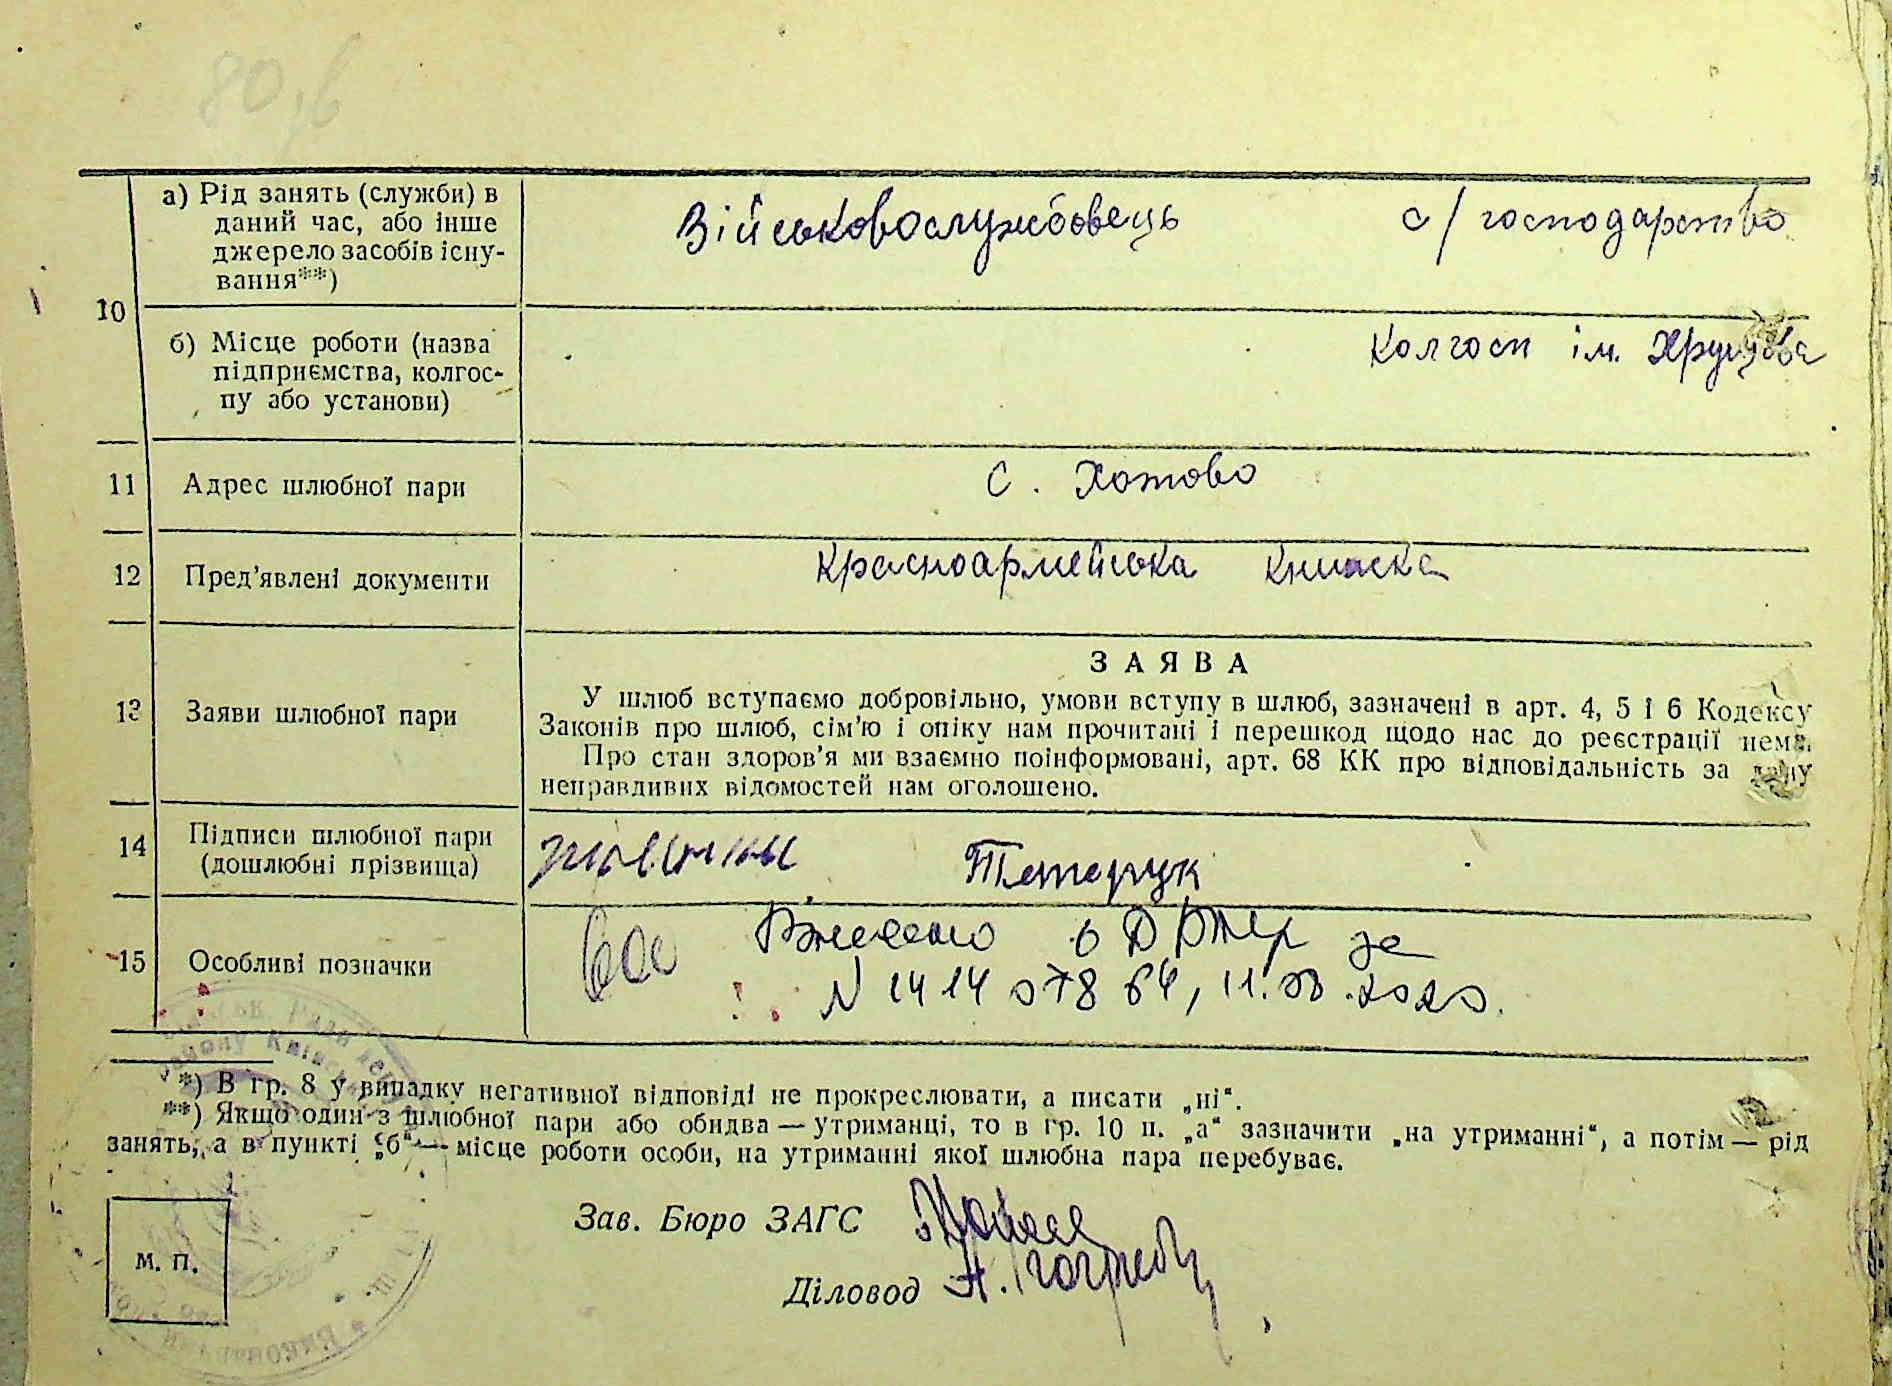 80,6
а) Рід занять (служби) в
даний час, або інше
джерело засобів існу-
вання**)
Військовослужбовець с/господарство
10
б) Місце роботи (назва
підприємства, колгос-
пу або установи)
Колгосп ім. Хрущова
11 Адрес шлюбної пари
С. Хотово
12 Пред’явлені документи
Красноармейська книжка
13 Заяви шлюбної пари
ЗАЯВА
У шлюб вступаємо добровільно, умови вступу в шлюб, зазначені в арт. 4, 5 і 6 Кодексу
Законів про шлюб, сім’ю і опіку нам прочитані і перешкод щодо нас до реєстрації нема.
Про стан здоров’я ми взаємно поінформовані, арт. 68 КК про відповідальність за дачу
неправдивих відомостей нам оголошено.
14 Підписи шлюбної пари
(дошлюбні прізвища)
Тетерук
15 Особливі позначки
Внесено о ДРАЦС за
N 1414078 64, 11.08.2020.
*) В гр. 8 у випадку негативної відповіді не прокреслювати, а писати „ні“.
**) Якщо один з шлюбної пари або обидва — утриманці, то в гр. 10 п. „а“ зазначити „на утриманні“, а потім — рід
занять, а в пункті „б“ — місце роботи особи, на утриманні якої шлюбна пара перебуває.
Зав. Бюро ЗАГС
Діловод
М. П.